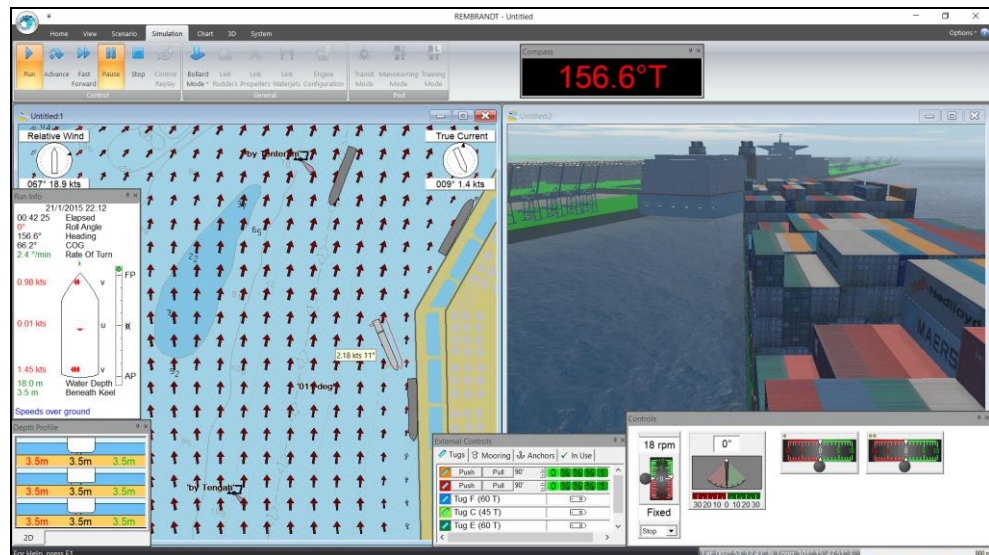 REMBRANDT - Untitled
Home View Scenario Simulation Chart 3D System
Options
Run Advance Fast Forward Pause Stop Control Replay
Bollard Mode Link Rudders Link Propellers Link Waterjets Engine Configuration
Transit Mode Manoeuvring Mode Training Mode
Control General Pod
Compass
156.6°T
Untitled:1
Untitled:2
Relative Wind
067° 18.9 kts
True Current
009° 1.4 kts
Run Info
21/1/2015 22.12
00:42 25 Elapsed
0° Roll Angle
156.6° Heading
66.2° COG
2.4 °/min Rate Of Turn
FP
0.98 kts v
0.01 kts u
1.45 kts v
AP
18.0 m Water Depth
3.5 m Beneath Keel
Speeds over ground
2.18 kts 11°
Depth Profile
3.5m 3.5m 3.5m
3.5m 3.5m 3.5m
3.5m 3.5m 3.5m
2D
External Controls
Tugs Mooring Anchors In Use
Push Pull 90°
Push Pull 90°
Tug F (60 T)
Tug C (45 T)
Tug E (60 T)
Controls
18 rpm
0°
30 20 10 0 10 20 30
Fixed
Stop
Nedlloyd
MAERS
For Help, press F1